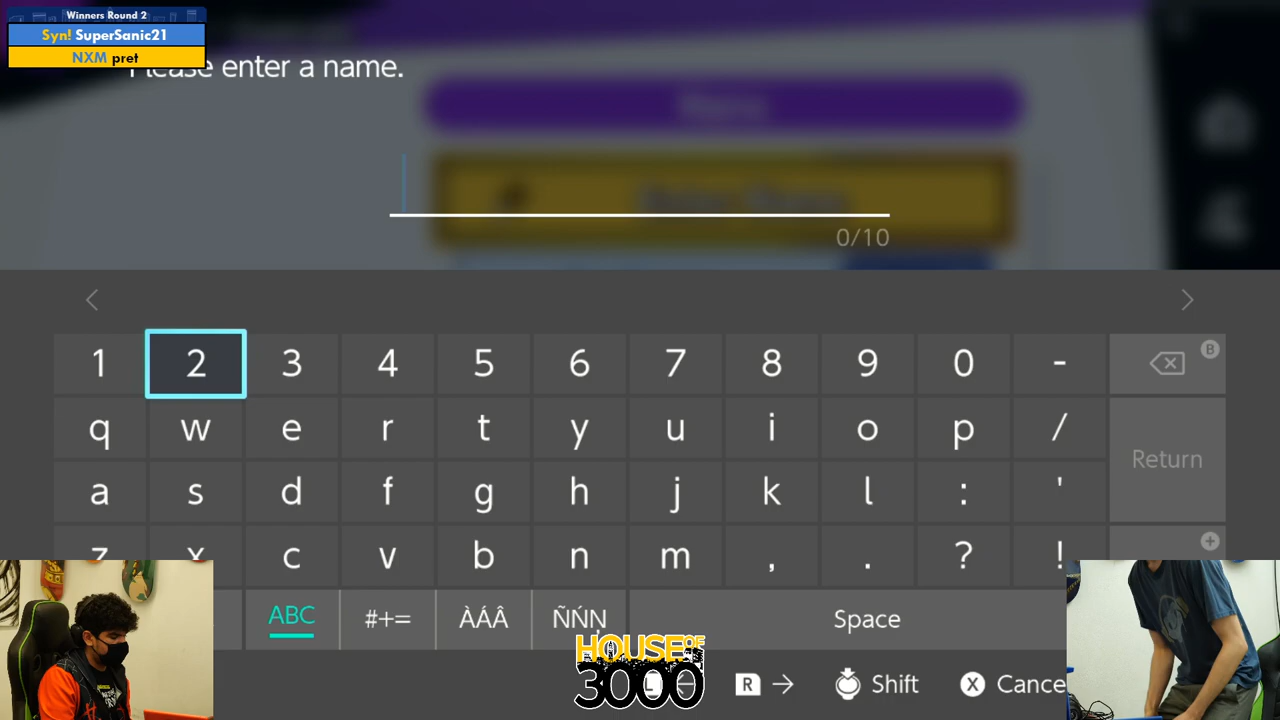 Winners Round 2
Syn! SuperSanic21
NXM pret
Please enter a name.
0/10
1 2 3 4 5 6 7 8 9 0 - B
q w e r t y u i o p /
Return
a s d f g h j k l : '
z x c v b n m , . ? ! +
ABC #+= ÀÁÂ ÑŃŅ Space
HOUSE OF
3000
L R → Shift X Cance